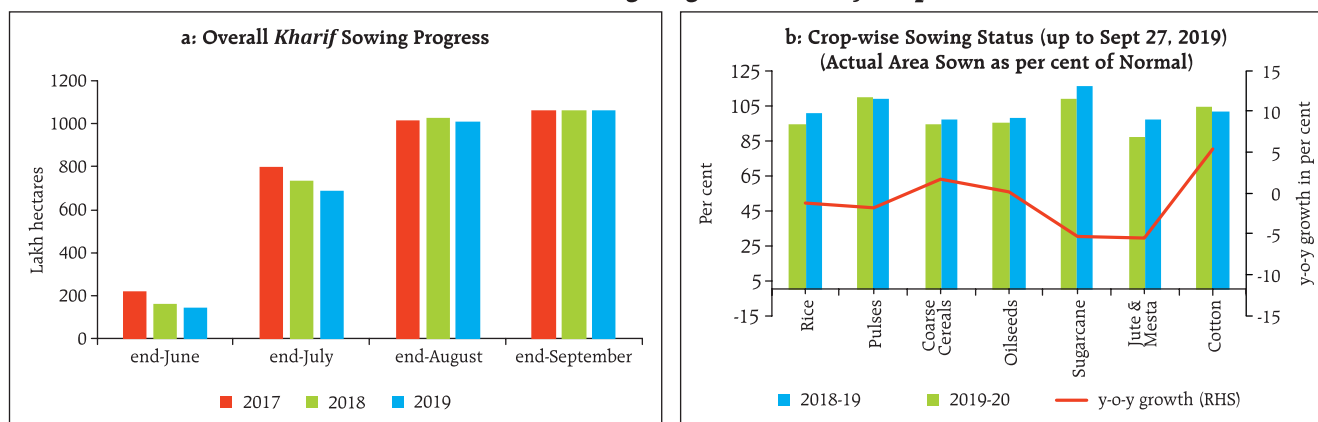 a: Overall Kharif Sowing Progress
Lakh hectares
1200
1000
800
600
400
200
0
end-June end-July end-August end-September
2017 2018 2019
b: Crop-wise Sowing Status (up to Sept 27, 2019)
(Actual Area Sown as per cent of Normal)
Per cent
125
105
85
65
45
25
5
-15
15
10
5
0
-5
-10
-15
y-o-y growth in per cent
Rice
Pulses
Coarse
Cereals
Oilseeds
Sugarcane
Jute &
Mesta
Cotton
2018-19 2019-20 y-o-y growth (RHS)